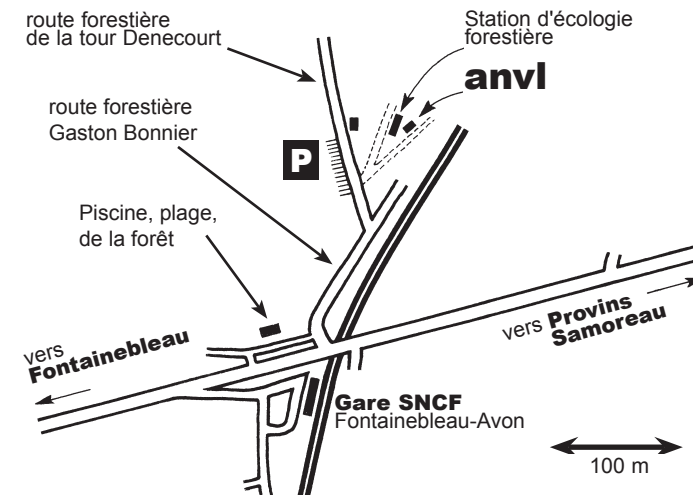 route forestière
de la tour Denecourt
Station d'écologie
forestière
anvl
route forestière
Gaston Bonnier
P
Piscine, plage,
de la forêt
vers
Fontainebleau
vers Provins
Samoreau
Gare SNCF
Fontainebleau-Avon
100 m